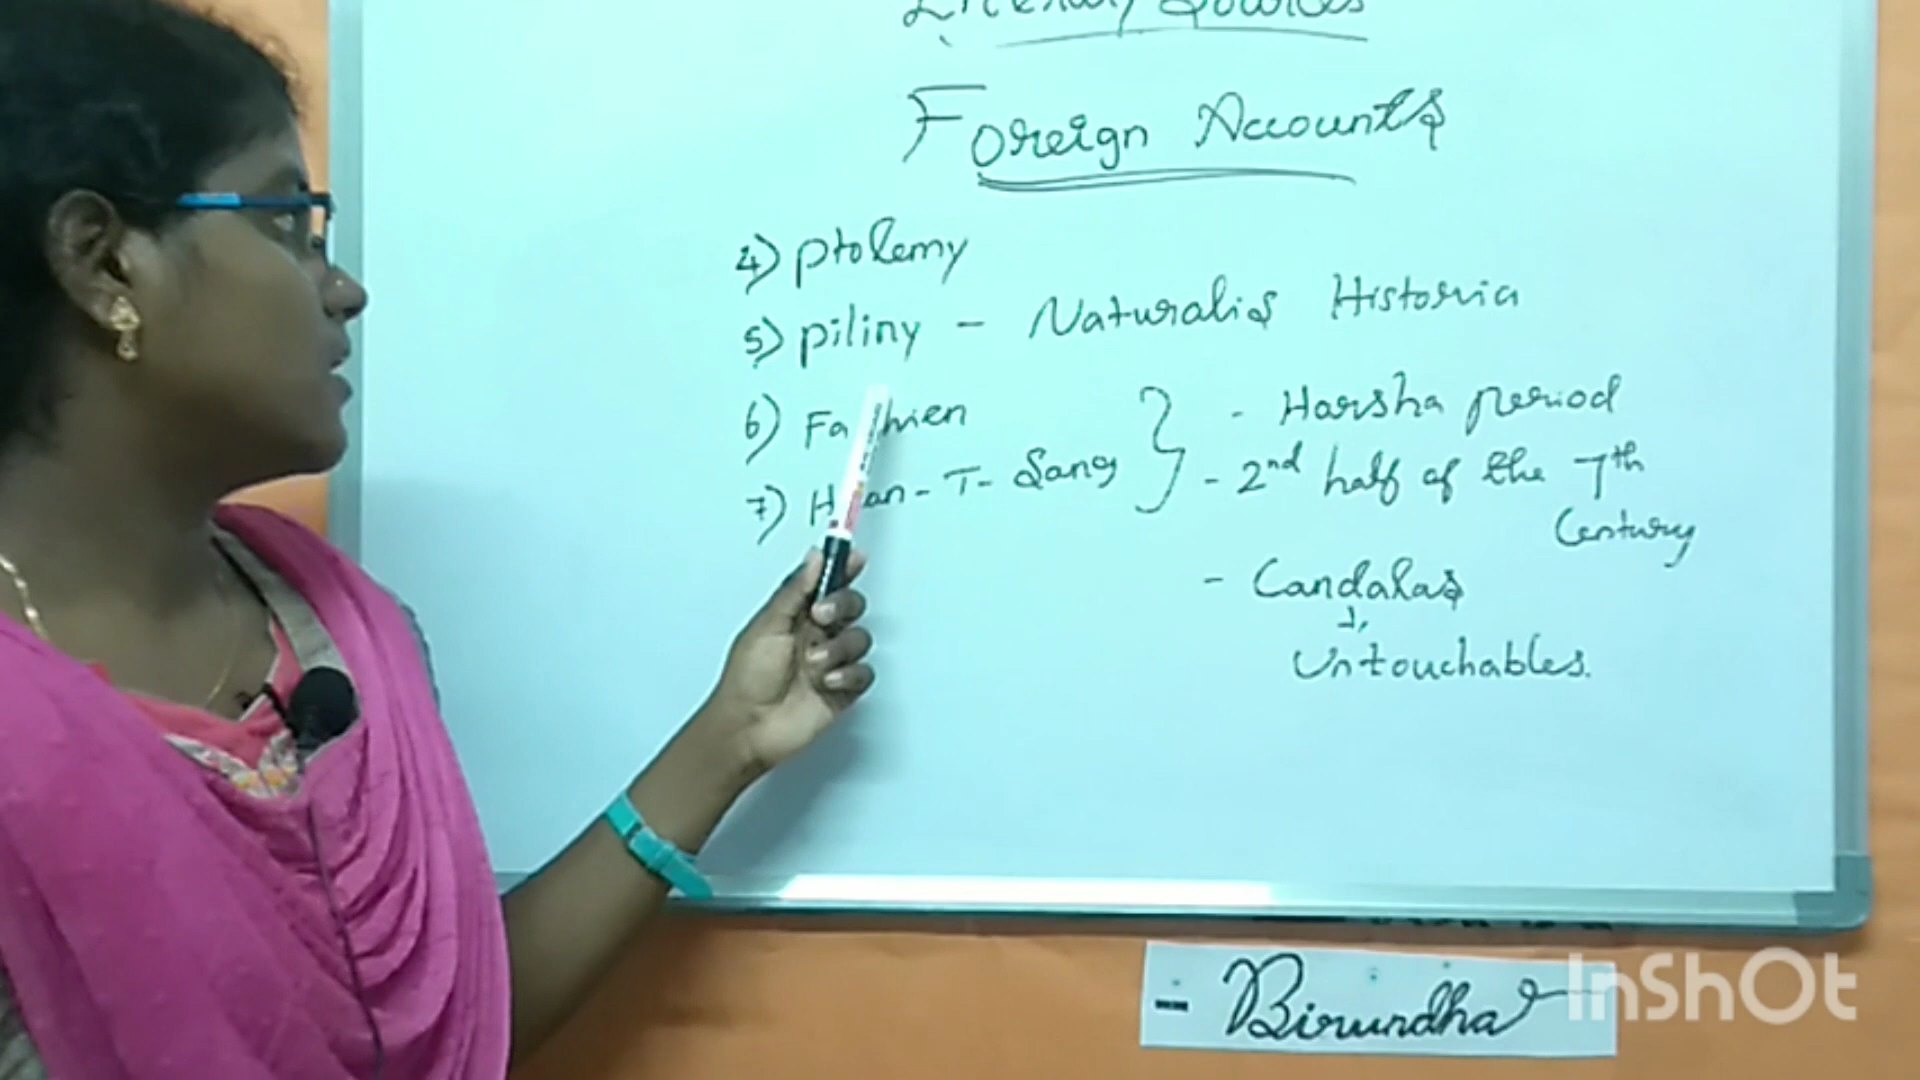 Literary Sources
Foreign Accounts
4) ptolemy
5) piliny - Naturalis Historia
6) Fa hien
7) H an - T - Sang
- Harsha period
- 2nd half of the 7th
Century
- Candalas
Untouchables.
- Birundha
InShOt